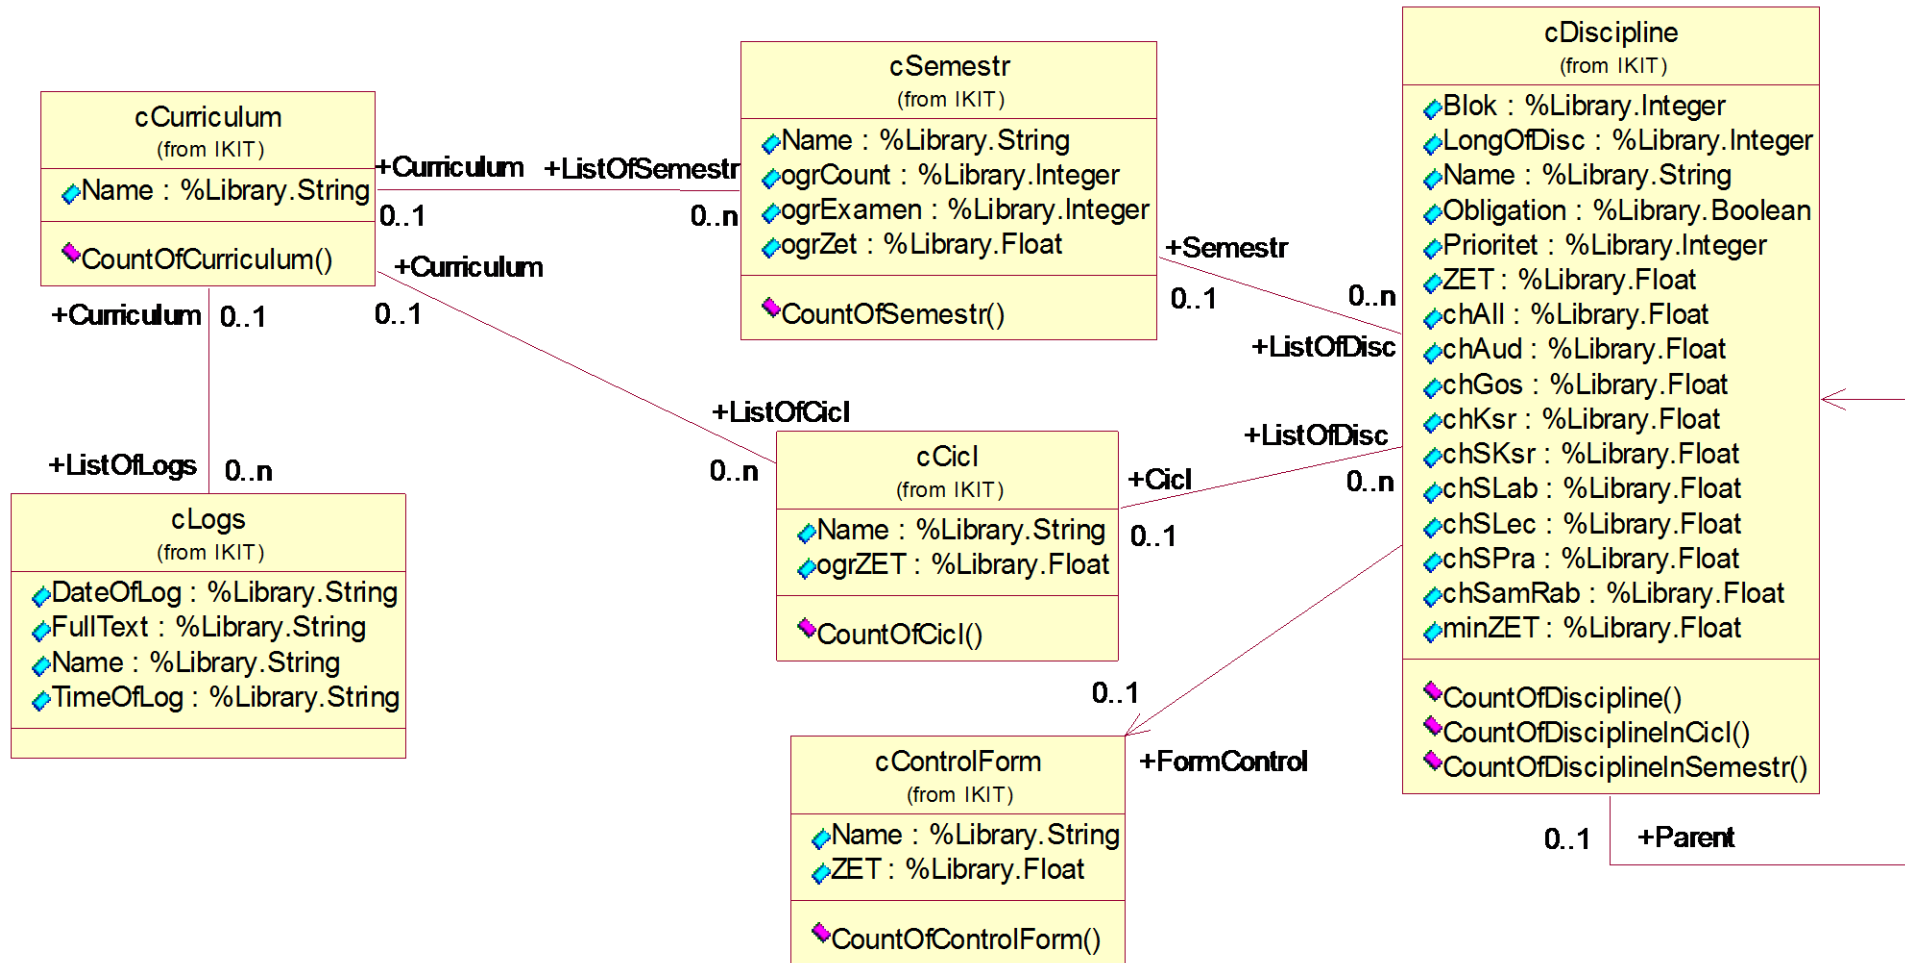 cCurriculum
(from IKIT)
Name : %Library.String
CountOfCurriculum()
+Curriculum
+ListOfSemestr
0..1
0..n
+Curriculum
0..1
+ListOfCicl
0..n
+Curriculum
0..1
+ListOfLogs
0..n
cLogs
(from IKIT)
DateOfLog : %Library.String
FullText : %Library.String
Name : %Library.String
TimeOfLog : %Library.String
cSemestr
(from IKIT)
Name : %Library.String
ogrCount : %Library.Integer
ogrExamen : %Library.Integer
ogrZet : %Library.Float
CountOfSemestr()
+Semestr
0..1
0..n
+ListOfDisc
cCicl
(from IKIT)
Name : %Library.String
ogrZET : %Library.Float
CountOfCicl()
+ListOfDisc
+Cicl
0..n
0..1
cControlForm
(from IKIT)
Name : %Library.String
ZET : %Library.Float
CountOfControlForm()
0..1
+FormControl
cDiscipline
(from IKIT)
Blok : %Library.Integer
LongOfDisc : %Library.Integer
Name : %Library.String
Obligation : %Library.Boolean
Prioritet : %Library.Integer
ZET : %Library.Float
chAll : %Library.Float
chAud : %Library.Float
chGos : %Library.Float
chKsr : %Library.Float
chSKsr : %Library.Float
chSLab : %Library.Float
chSLec : %Library.Float
chSPra : %Library.Float
chSamRab : %Library.Float
minZET : %Library.Float
CountOfDiscipline()
CountOfDisciplineInCicl()
CountOfDisciplineInSemestr()
0..1
+Parent